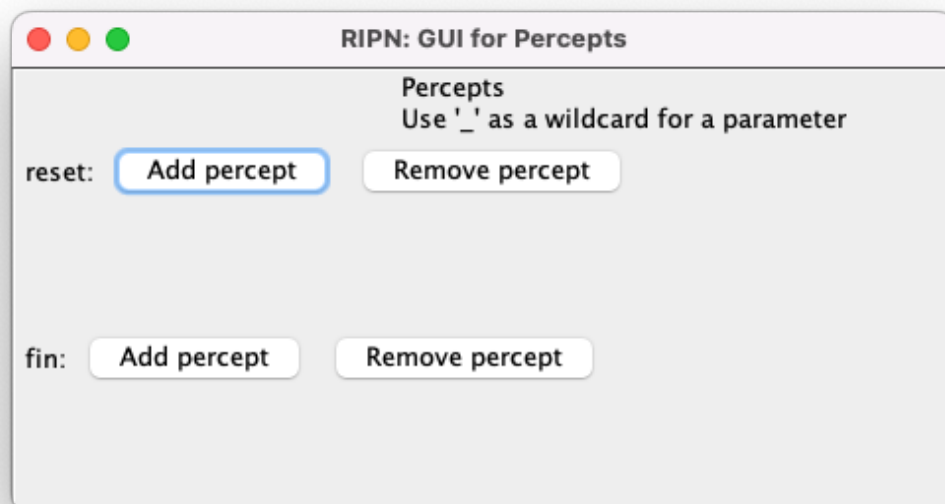 RIPN: GUI for Percepts
Percepts
Use '_' as a wildcard for a parameter
reset: Add percept Remove percept
fin: Add percept Remove percept